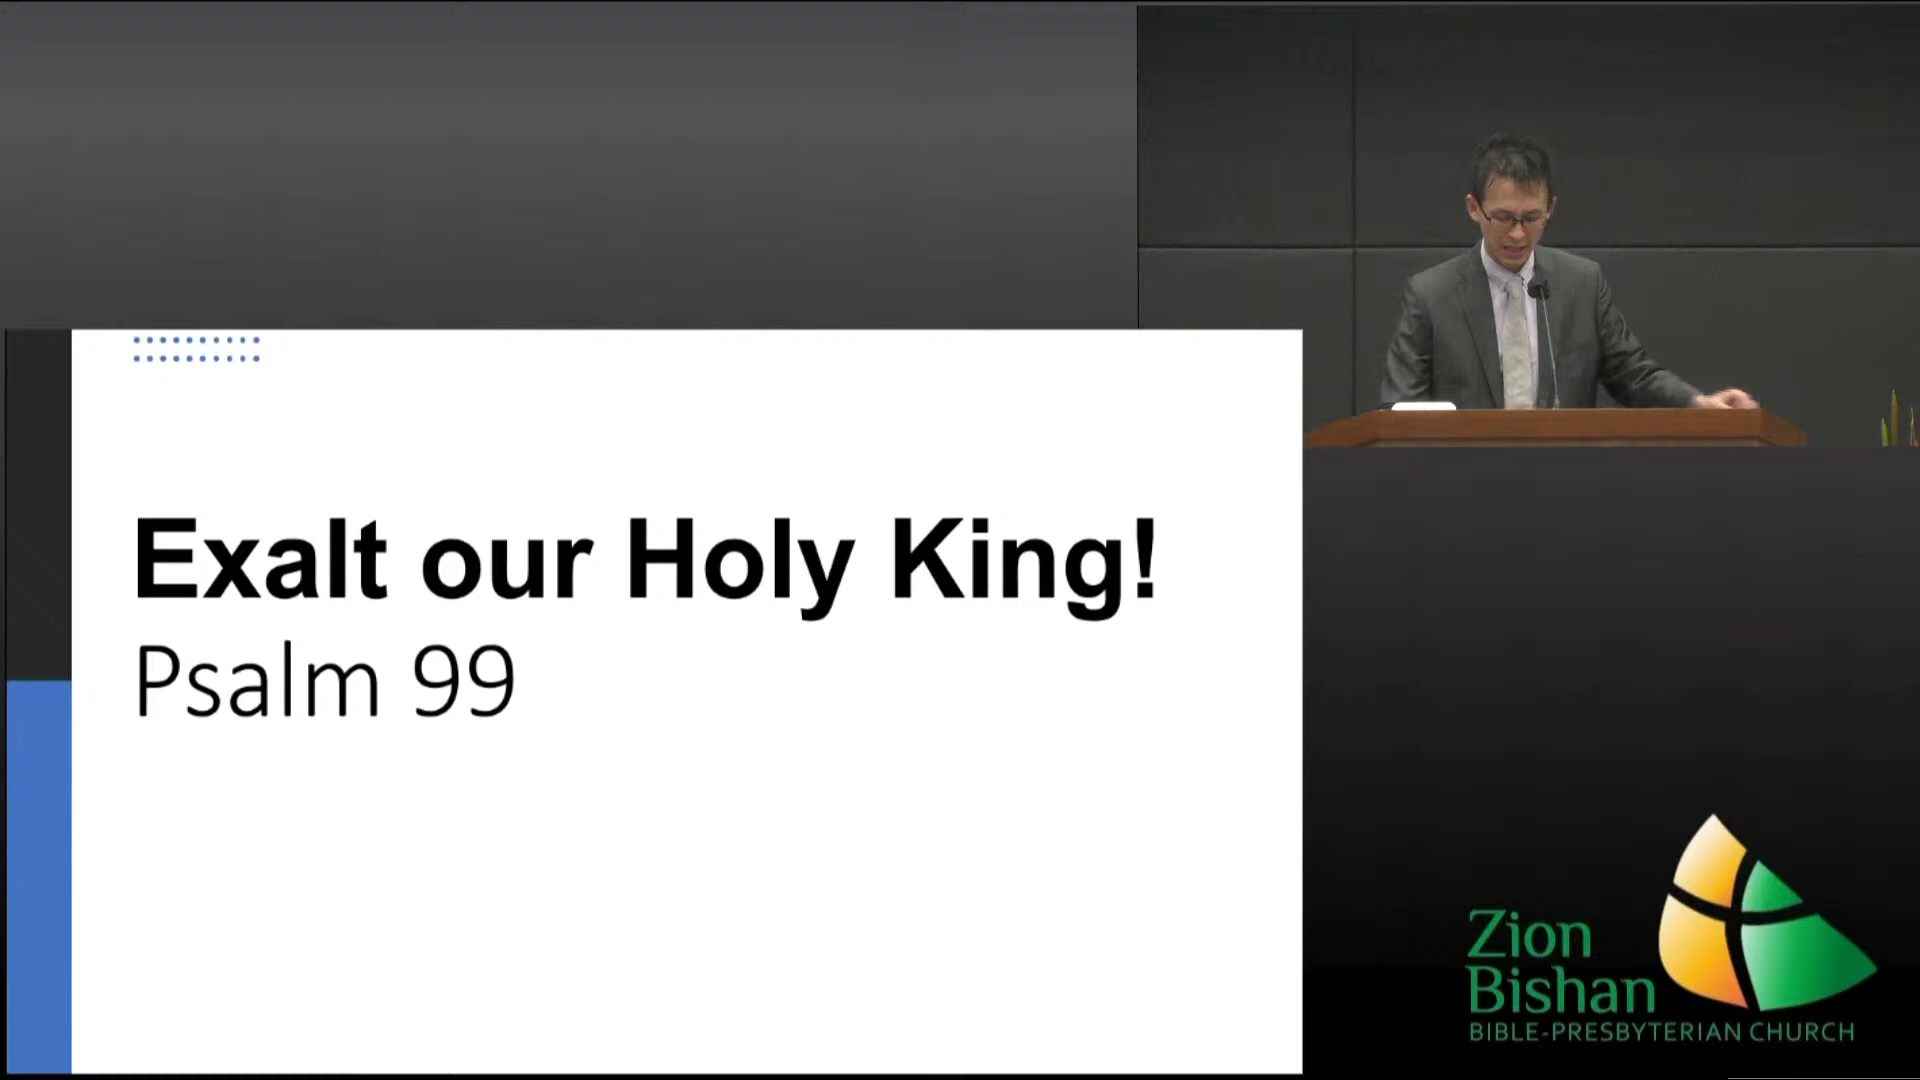 Exalt our Holy King!
Psalm 99
Zion
Bishan
BIBLE-PRESBYTERIAN CHURCH